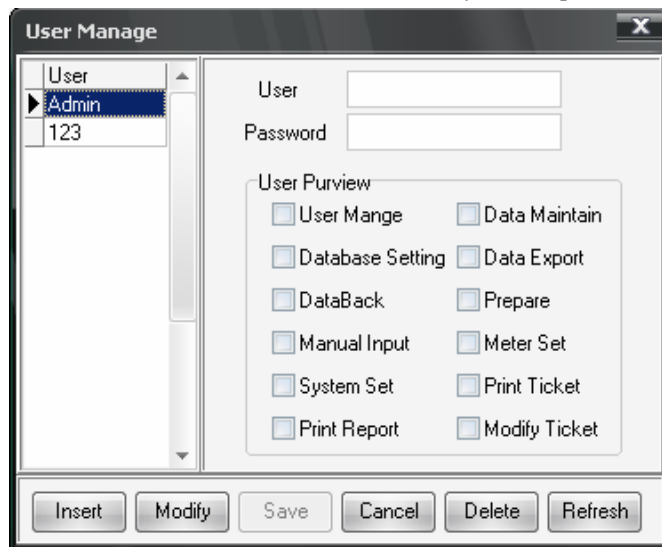 User Manage
X
User
Admin
123
User
Password
User Purview
User Mange Data Maintain
Database Setting Data Export
DataBack Prepare
Manual Input Meter Set
System Set Print Ticket
Print Report Modify Ticket
Insert Modify Save Cancel Delete Refresh